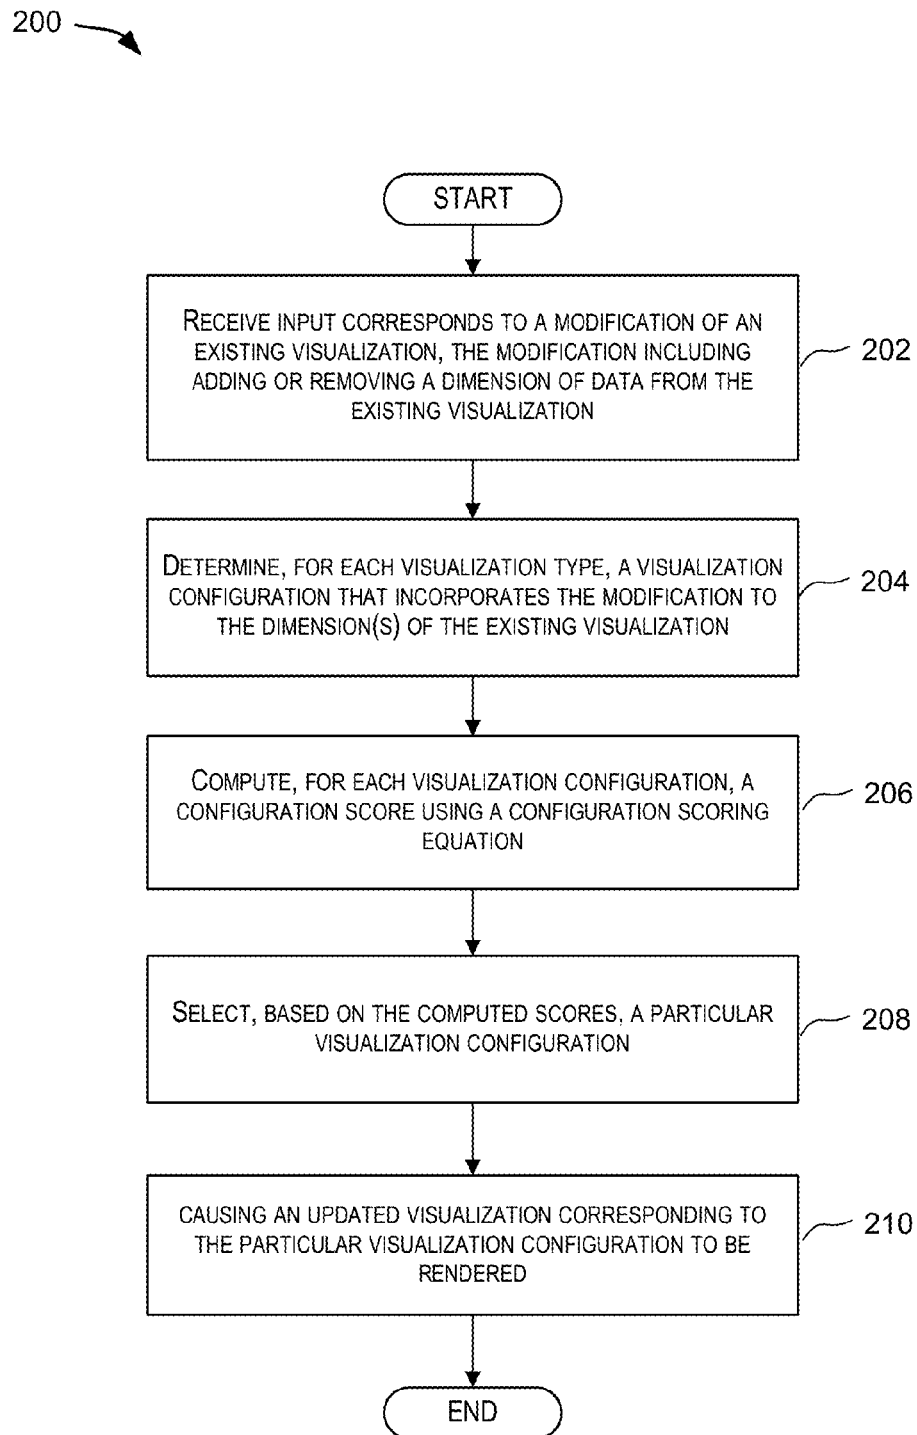 200
START
RECEIVE INPUT CORRESPONDS TO A MODIFICATION OF AN
EXISTING VISUALIZATION, THE MODIFICATION INCLUDING
ADDING OR REMOVING A DIMENSION OF DATA FROM THE
EXISTING VISUALIZATION
202
DETERMINE, FOR EACH VISUALIZATION TYPE, A VISUALIZATION
CONFIGURATION THAT INCORPORATES THE MODIFICATION TO
THE DIMENSION(S) OF THE EXISTING VISUALIZATION
204
COMPUTE, FOR EACH VISUALIZATION CONFIGURATION, A
CONFIGURATION SCORE USING A CONFIGURATION SCORING
EQUATION
206
SELECT, BASED ON THE COMPUTED SCORES, A PARTICULAR
VISUALIZATION CONFIGURATION
208
CAUSING AN UPDATED VISUALIZATION CORRESPONDING TO
THE PARTICULAR VISUALIZATION CONFIGURATION TO BE
RENDERED
210
END